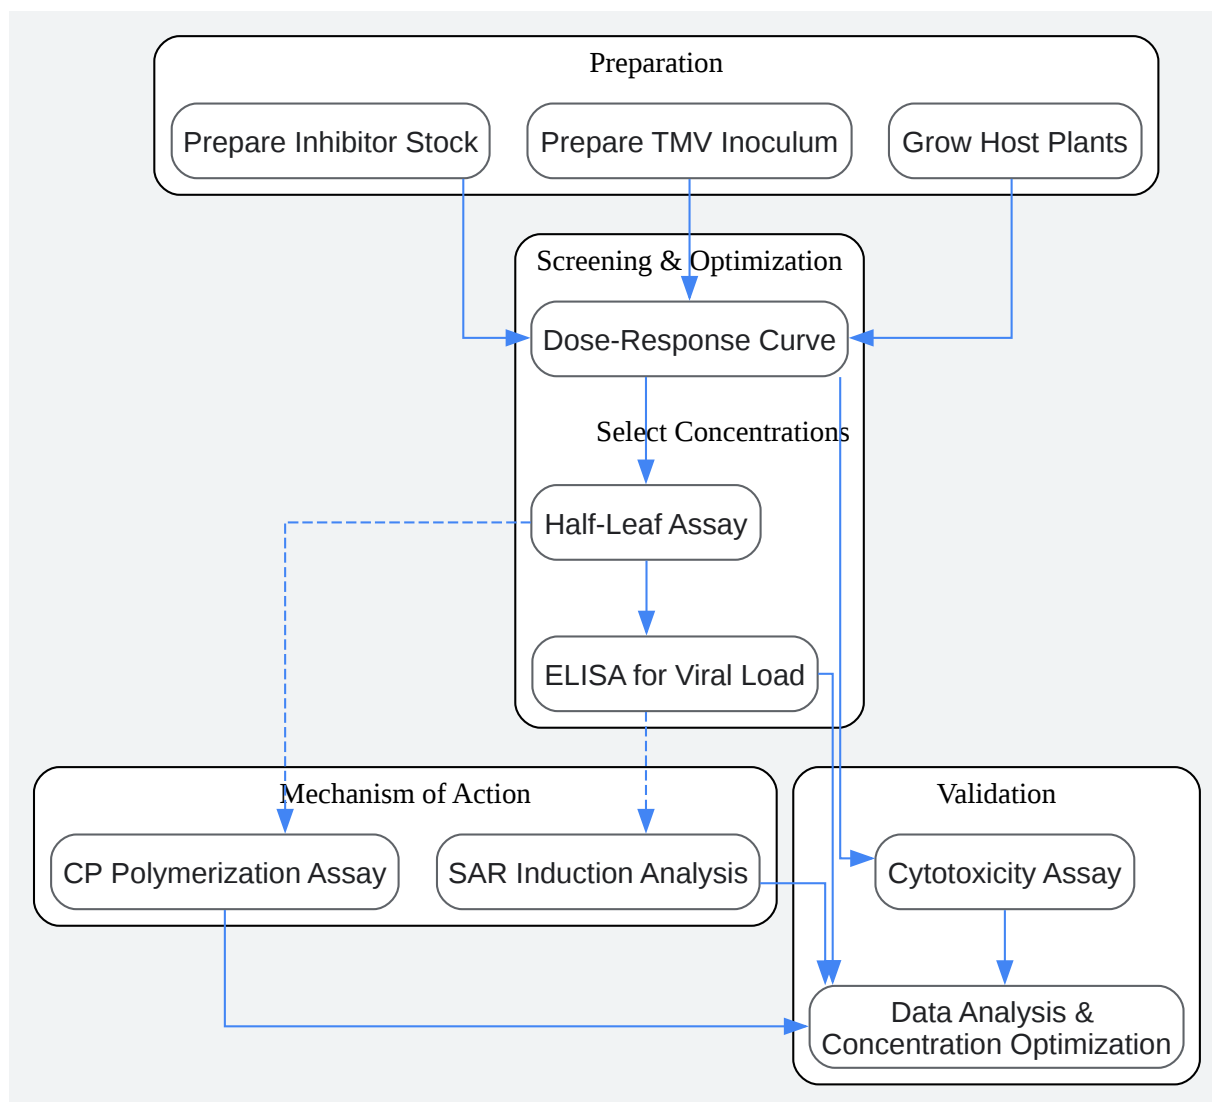 Preparation
Prepare Inhibitor Stock
Prepare TMV Inoculum
Grow Host Plants
Screening & Optimization
Dose-Response Curve
Select Concentrations
Half-Leaf Assay
ELISA for Viral Load
Mechanism of Action
CP Polymerization Assay
SAR Induction Analysis
Validation
Cytotoxicity Assay
Data Analysis &
Concentration Optimization